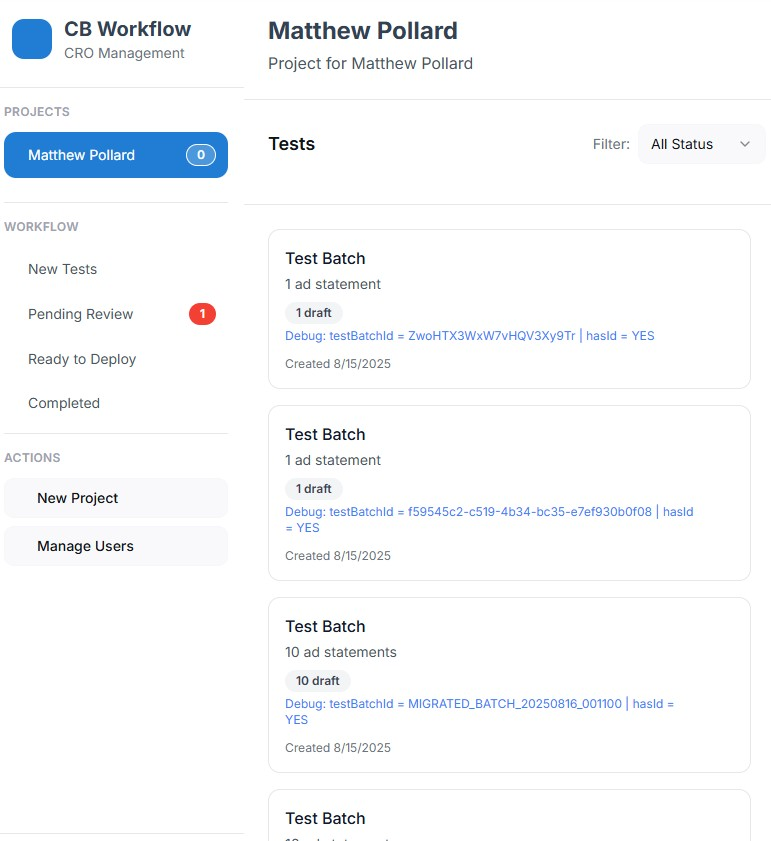 CB Workflow
CRO Management
PROJECTS
Matthew Pollard
0
WORKFLOW
New Tests
Pending Review
1
Ready to Deploy
Completed
ACTIONS
New Project
Manage Users
Matthew Pollard
Project for Matthew Pollard
Tests
Filter:
All Status
Test Batch
1 ad statement
1 draft
Debug: testBatchId = ZwoHTX3WxW7vHQV3Xy9Tr | hasId = YES
Created 8/15/2025
Test Batch
1 ad statement
1 draft
Debug: testBatchId = f59545c2-c519-4b34-bc35-e7ef930b0f08 | hasId
= YES
Created 8/15/2025
Test Batch
10 ad statements
10 draft
Debug: testBatchId = MIGRATED_BATCH_20250816_001100 | hasId =
YES
Created 8/15/2025
Test Batch